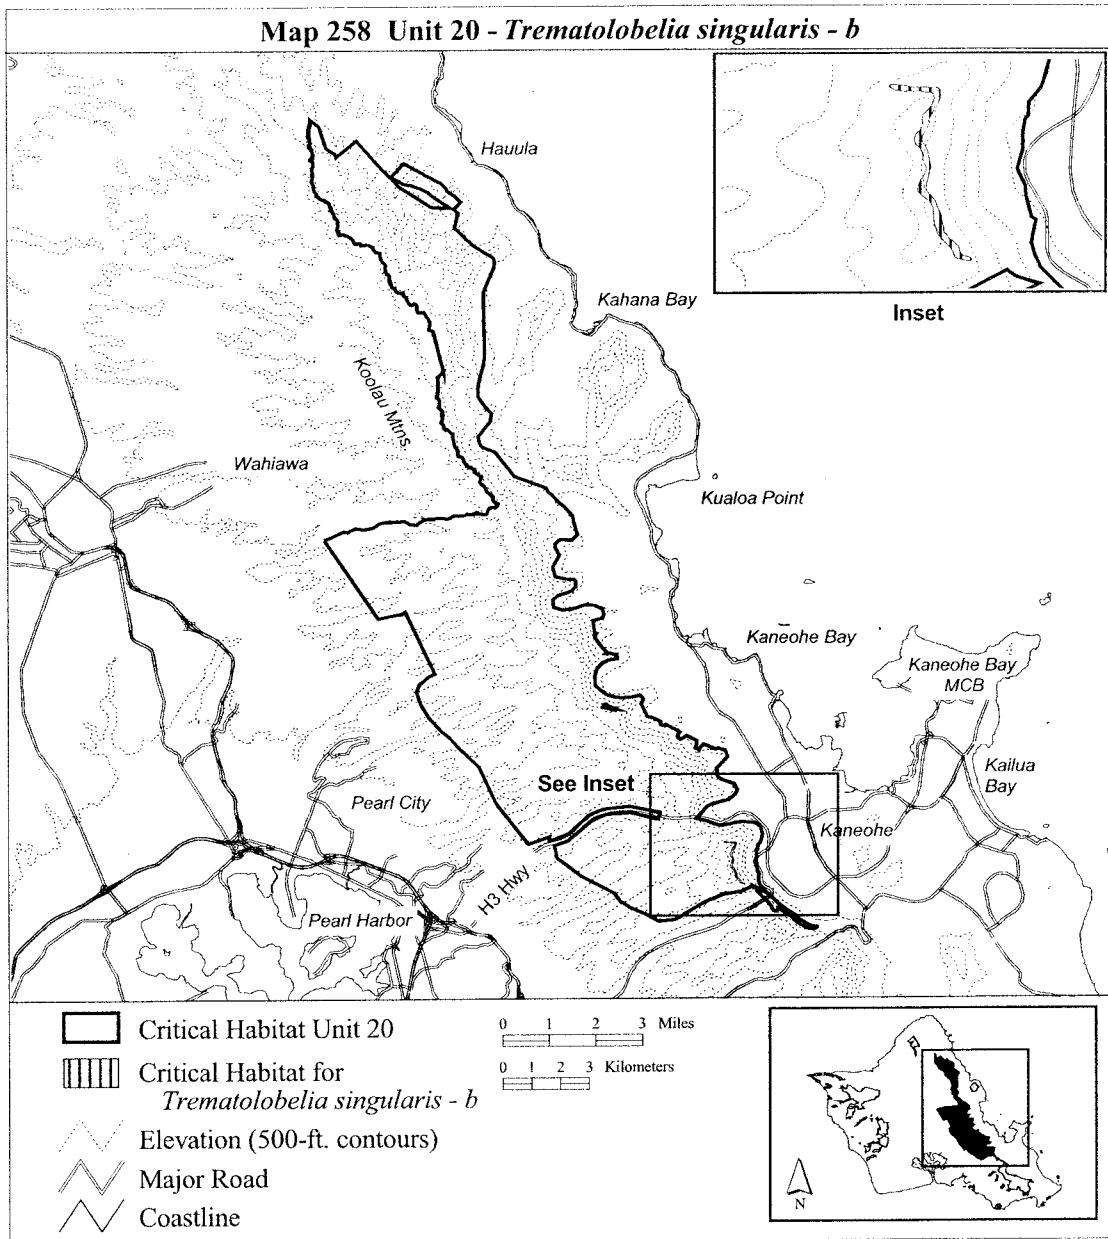 Map 258 Unit 20 - Trematolobelia singularis - b
Hauula
Inset
Kahana Bay
Koolau Mtns.
Wahiawa
Kualoa Point
Kaneohe Bay
Kaneohe Bay
MCB
See Inset
Kailua
Bay
Pearl City
Kaneohe
H3 Hwy
Pearl Harbor
Critical Habitat Unit 20
0 1 2 3 Miles
Critical Habitat for
Trematolobelia singularis - b
0 1 2 3 Kilometers
Elevation (500-ft. contours)
Major Road
Coastline
N